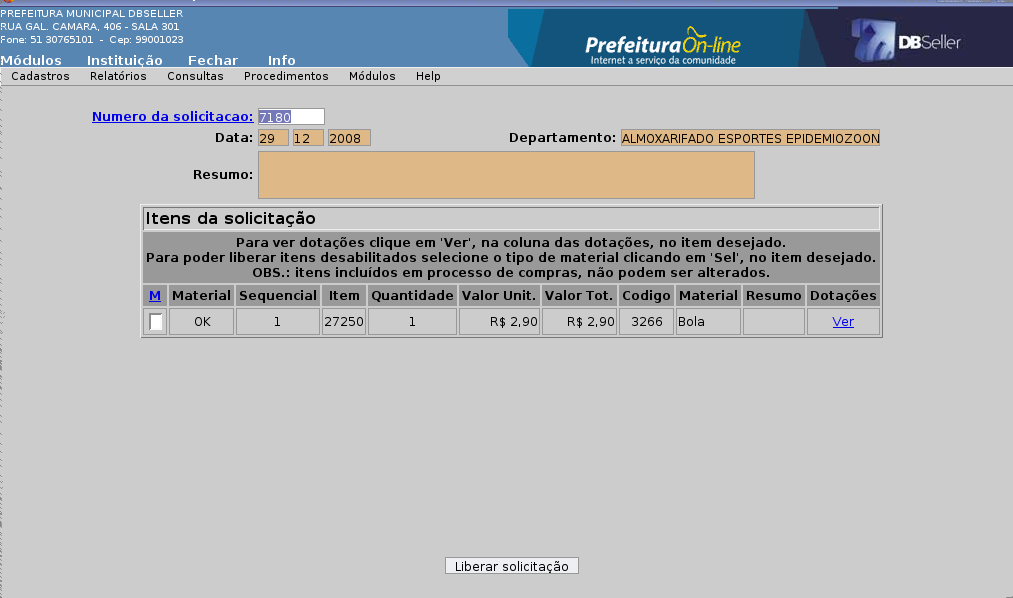 PREFEITURA MUNICIPAL DBSELLER
RUA GAL. CAMARA, 406 - SALA 301
Fone: 51 30765101 - Cep: 99001023
PrefeituraOn-line
Internet a serviço da comunidade
DBSeller
Módulos Instituição Fechar Info
Cadastros Relatórios Consultas Procedimentos Módulos Help
Numero da solicitacao: 7180
Data: 29 12 2008 Departamento: ALMOXARIFADO ESPORTES EPIDEMIOZOON
Resumo:
Itens da solicitação
Para ver dotações clique em 'Ver', na coluna das dotações, no item desejado.
Para poder liberar itens desabilitados selecione o tipo de material clicando em 'Sel', no item desejado.
OBS.: itens incluídos em processo de compras, não podem ser alterados.
M Material Sequencial Item Quantidade Valor Unit. Valor Tot. Codigo Material Resumo Dotações
OK 1 27250 1 R$ 2,90 R$ 2,90 3266 Bola Ver
Liberar solicitação